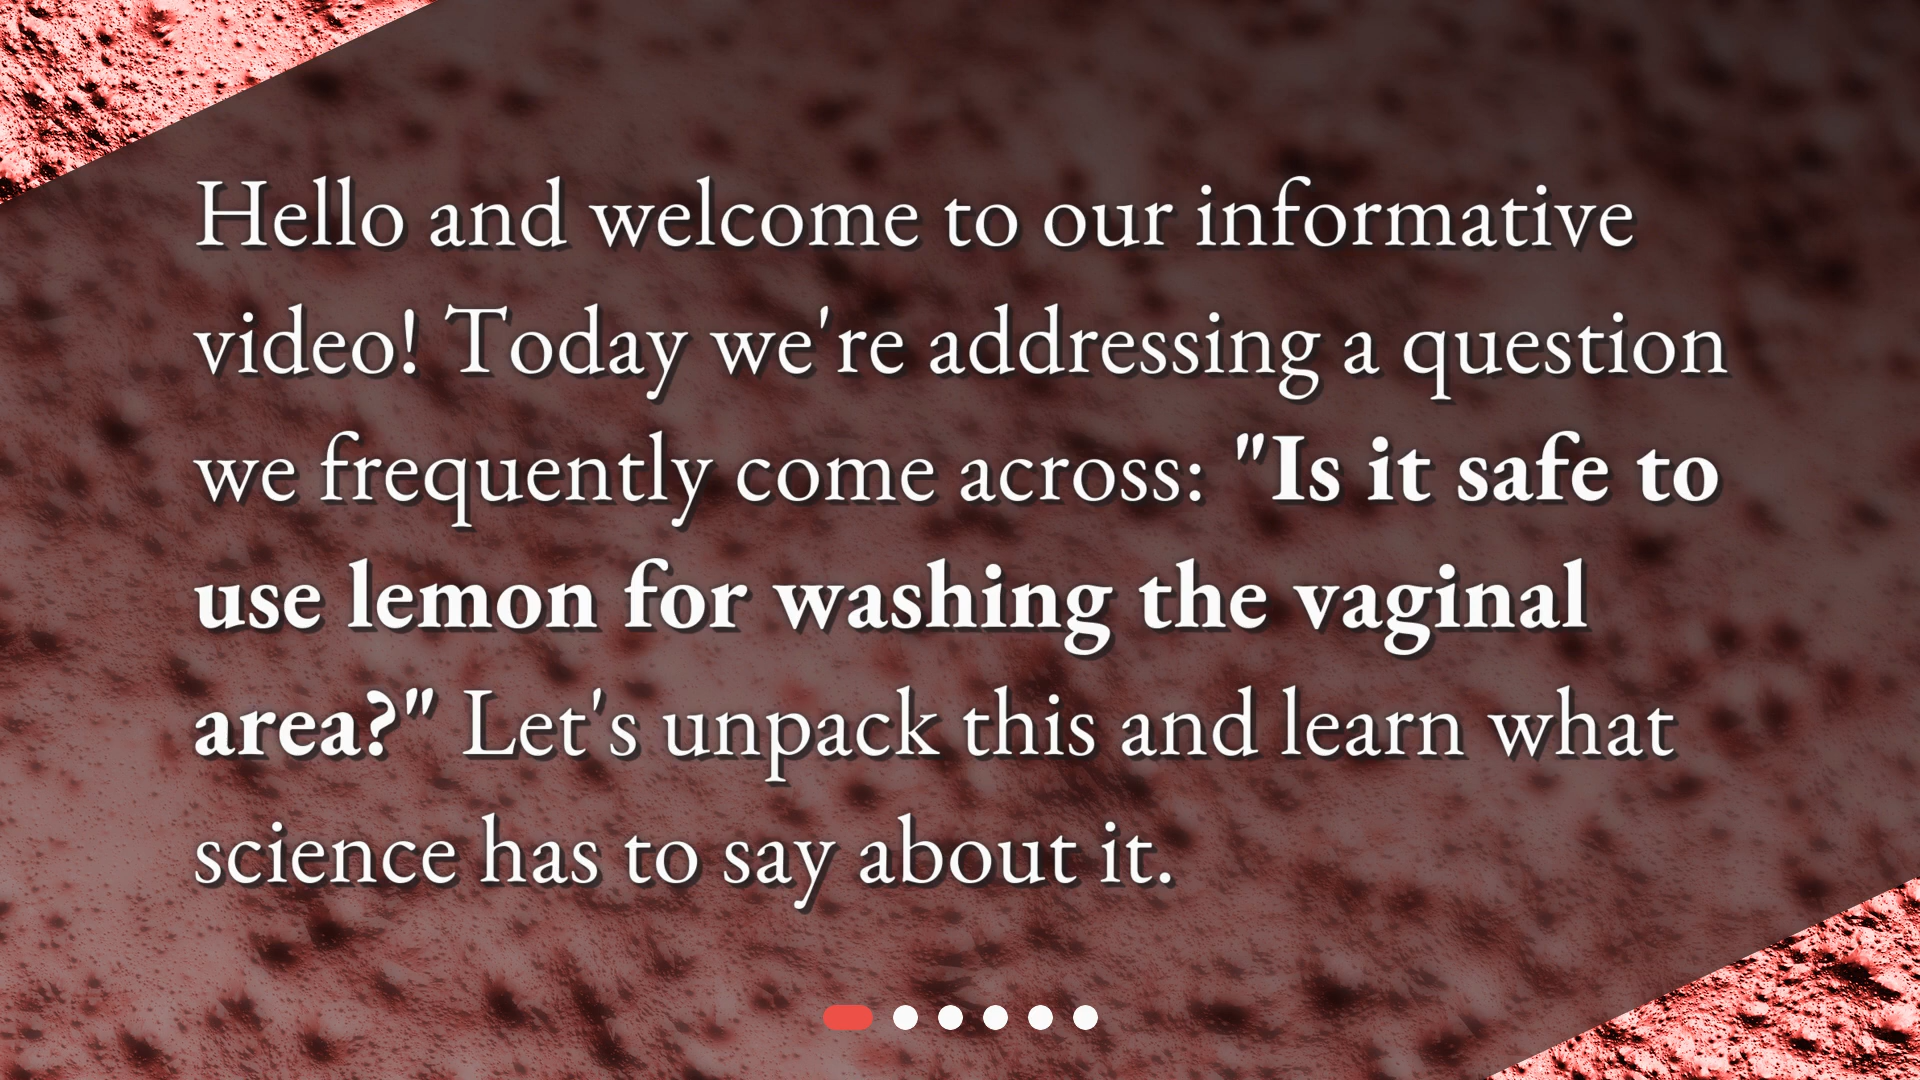 Hello and welcome to our informative
video! Today we're addressing a question
we frequently come across: "Is it safe to
use lemon for washing the vaginal
area?" Let's unpack this and learn what
science has to say about it.